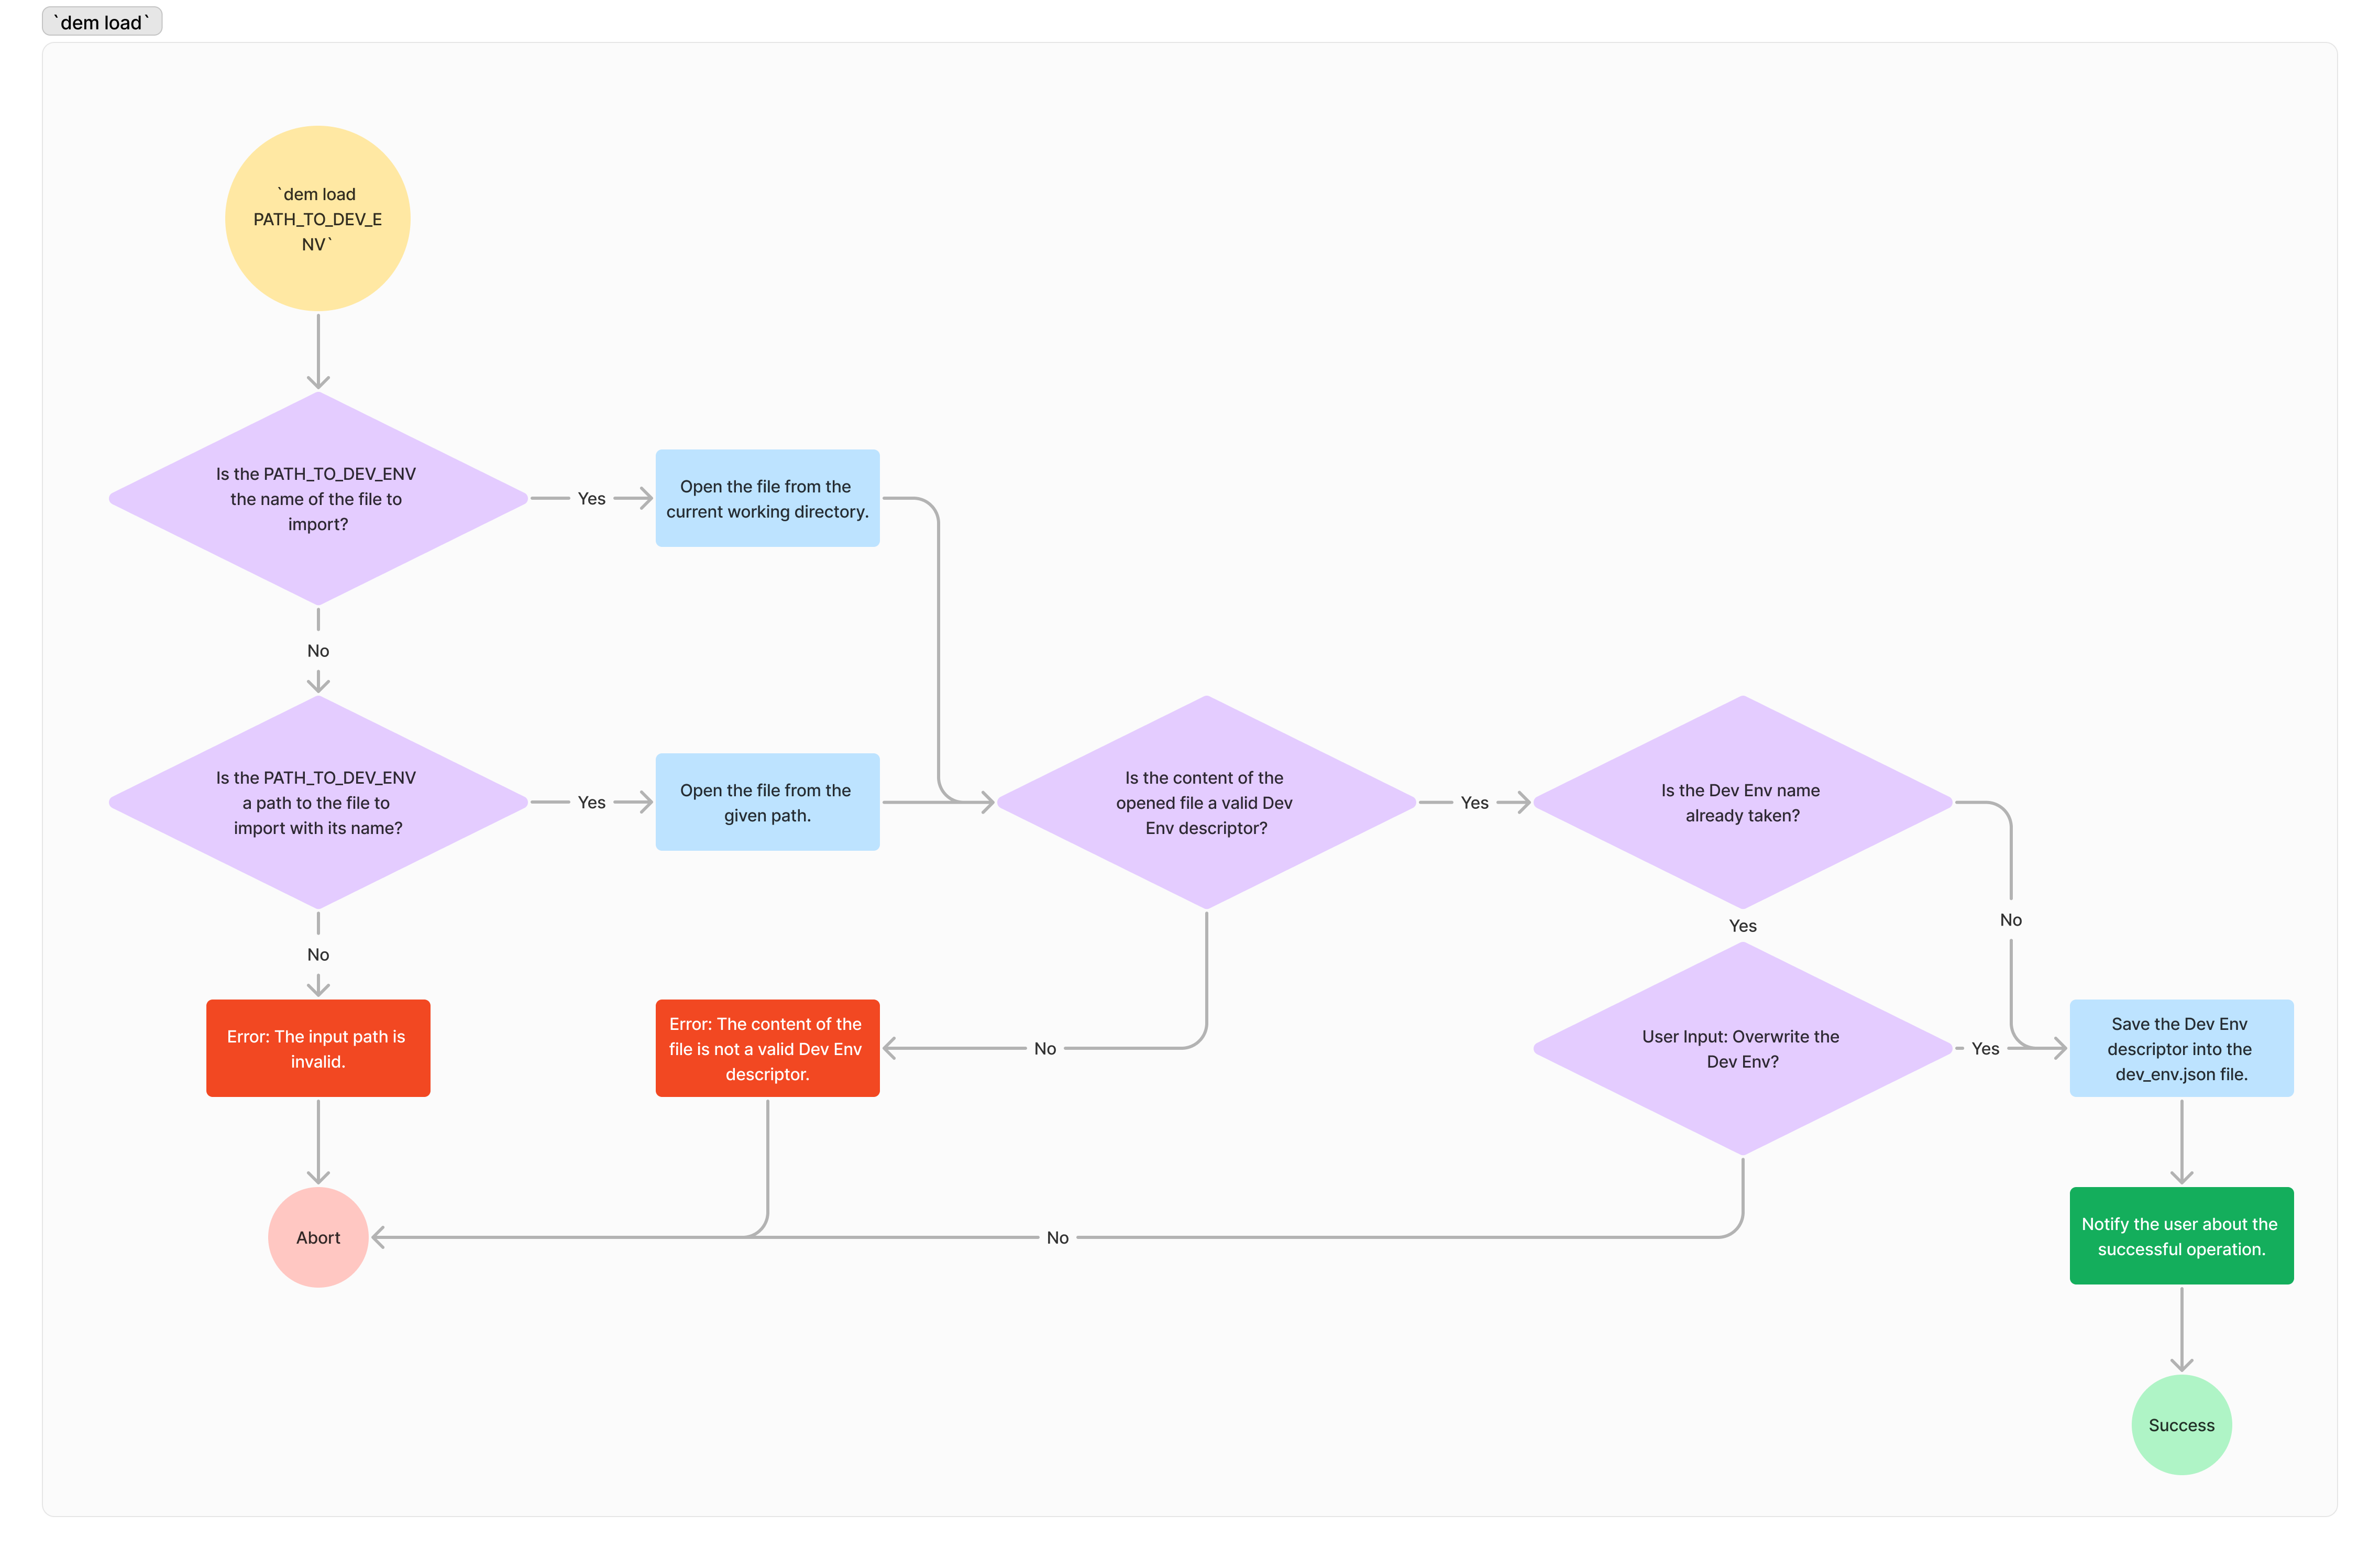 `dem load`
`dem load
PATH_TO_DEV_E
NV`
Is the PATH_TO_DEV_ENV
the name of the file to
import?
Yes
Open the file from the
current working directory.
No
Is the PATH_TO_DEV_ENV
a path to the file to
import with its name?
Yes
Open the file from the
given path.
Is the content of the
opened file a valid Dev
Env descriptor?
Yes
Is the Dev Env name
already taken?
No
Yes
No
Error: The input path is
invalid.
Error: The content of the
file is not a valid Dev Env
descriptor.
No
User Input: Overwrite the
Dev Env?
Yes
Save the Dev Env
descriptor into the
dev_env.json file.
Abort
No
Notify the user about the
successful operation.
Success